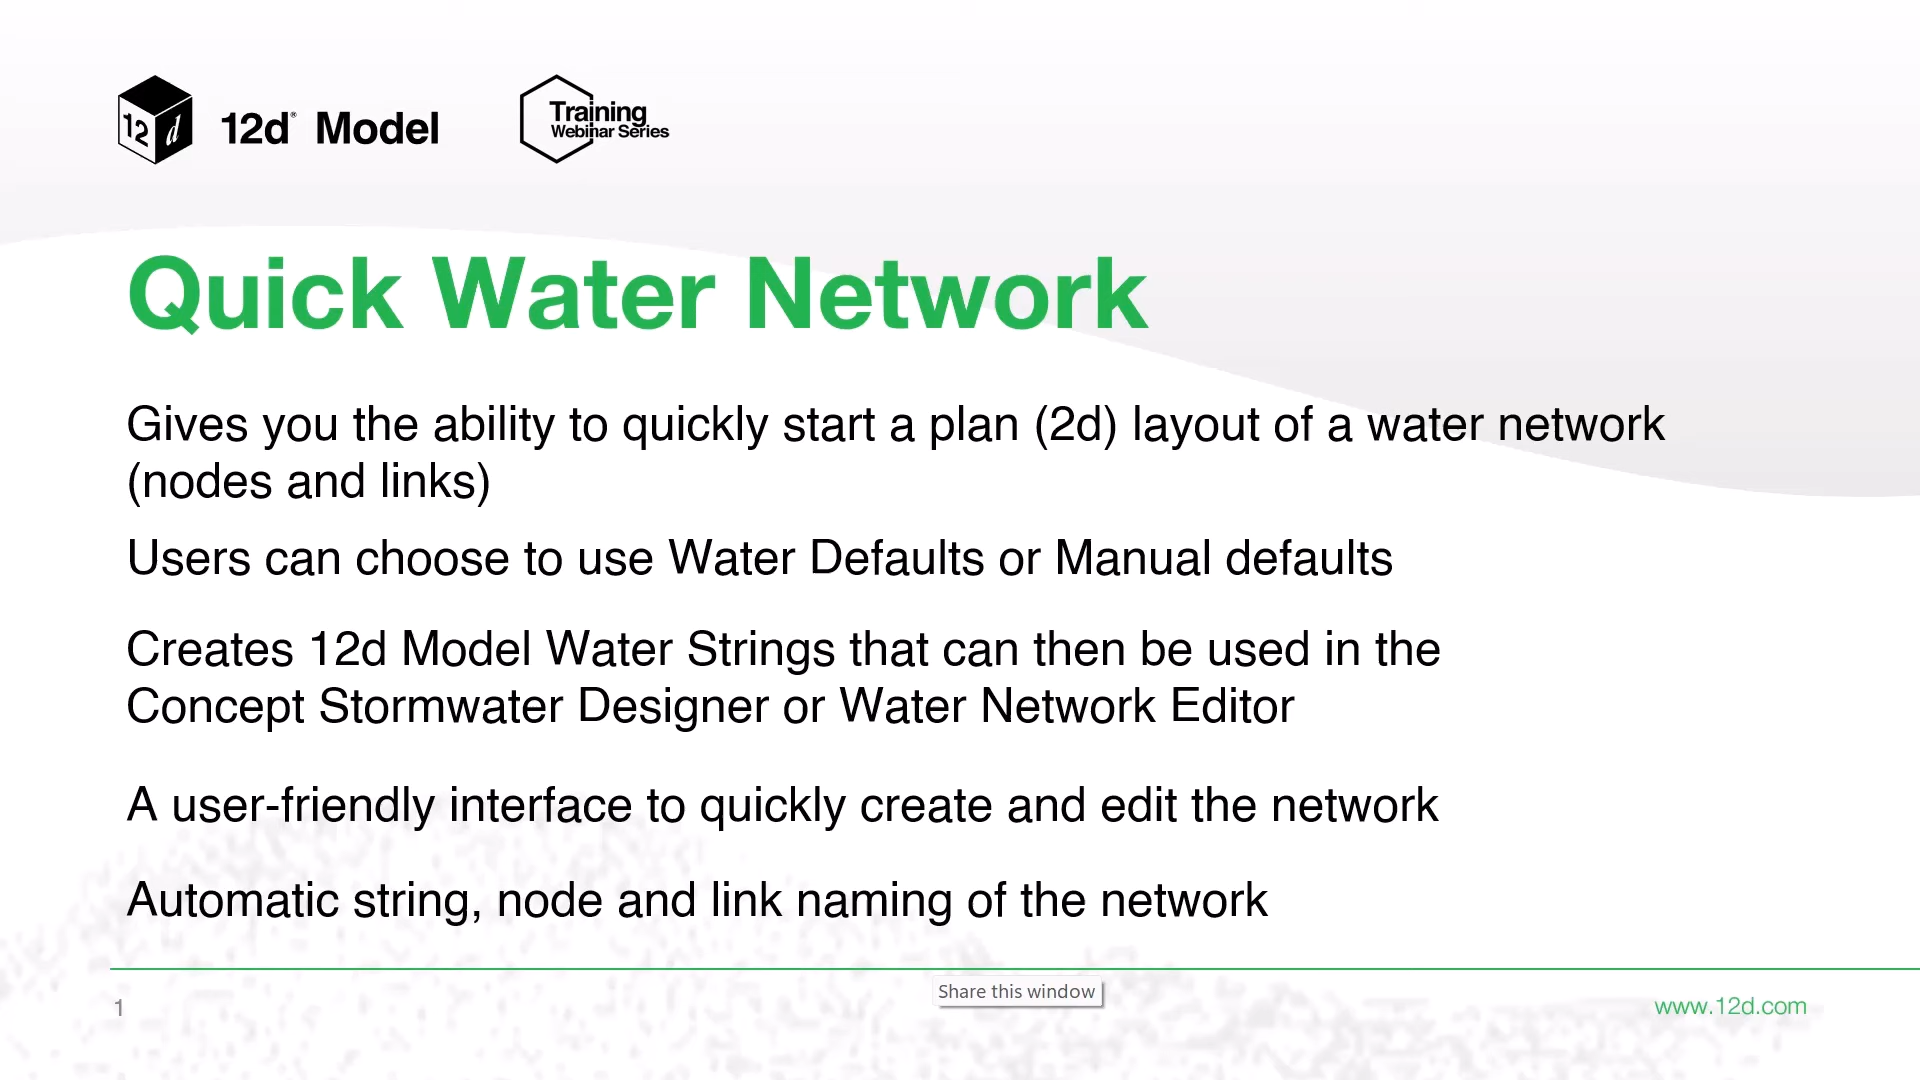 12d
12d® Model
Training
Webinar Series
Quick Water Network
Gives you the ability to quickly start a plan (2d) layout of a water network
(nodes and links)
Users can choose to use Water Defaults or Manual defaults
Creates 12d Model Water Strings that can then be used in the
Concept Stormwater Designer or Water Network Editor
A user-friendly interface to quickly create and edit the network
Automatic string, node and link naming of the network
1
Share this window
www.12d.com